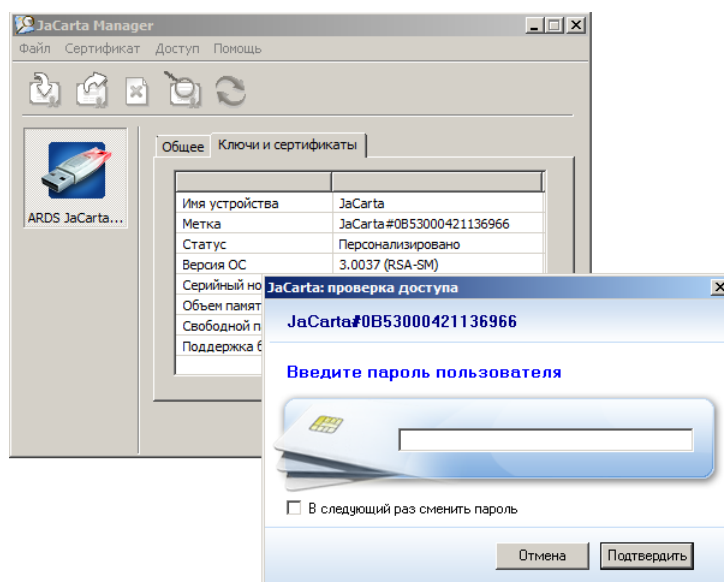 JaCarta Manager
Файл Сертификат Доступ Помощь
ARDS JaCarta...
Общее Ключи и сертификаты
Имя устройства JaCarta
Метка JaCarta#0B53000421136966
Статус Персонализировано
Версия ОС 3.0037 (RSA-SM)
Серийный но
Объем памят
Свободной п
Поддержка б
JaCarta: проверка доступа
JaCarta#0B53000421136966
Введите пароль пользователя
В следующий раз сменить пароль
Отмена Подтвердить